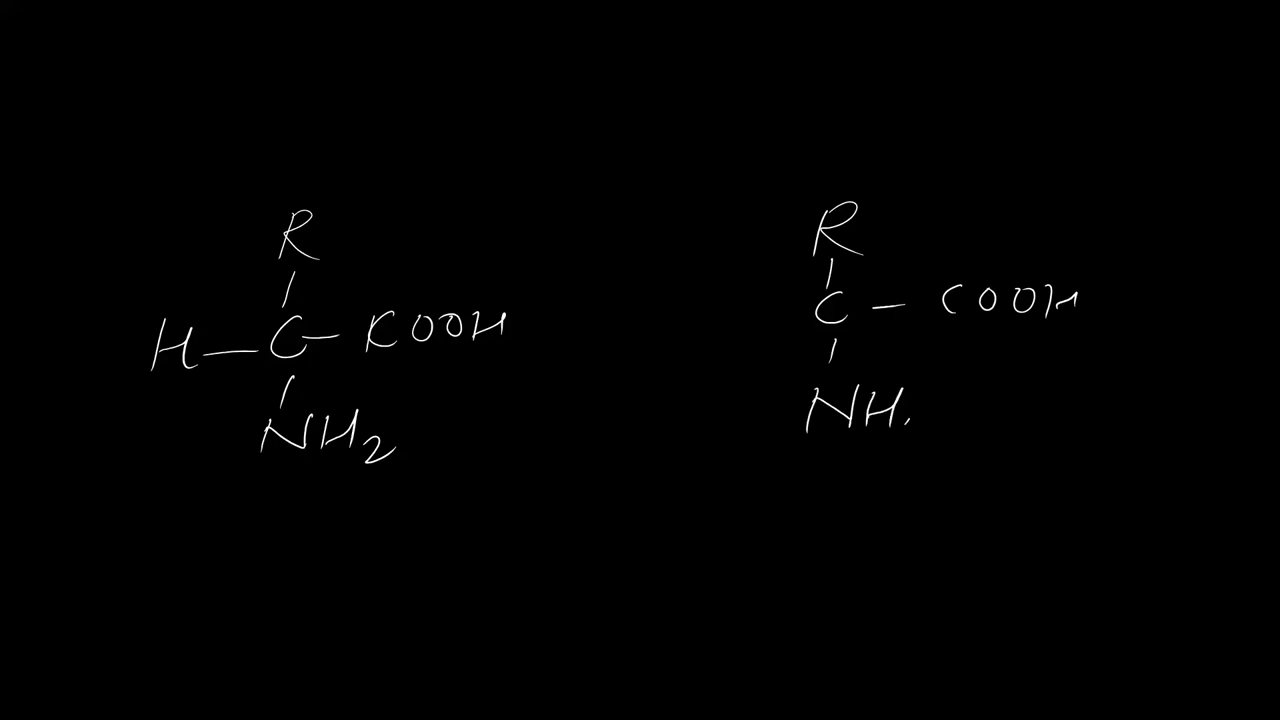 R
H — C — COOH
NH2
R
C — COOH
NH.